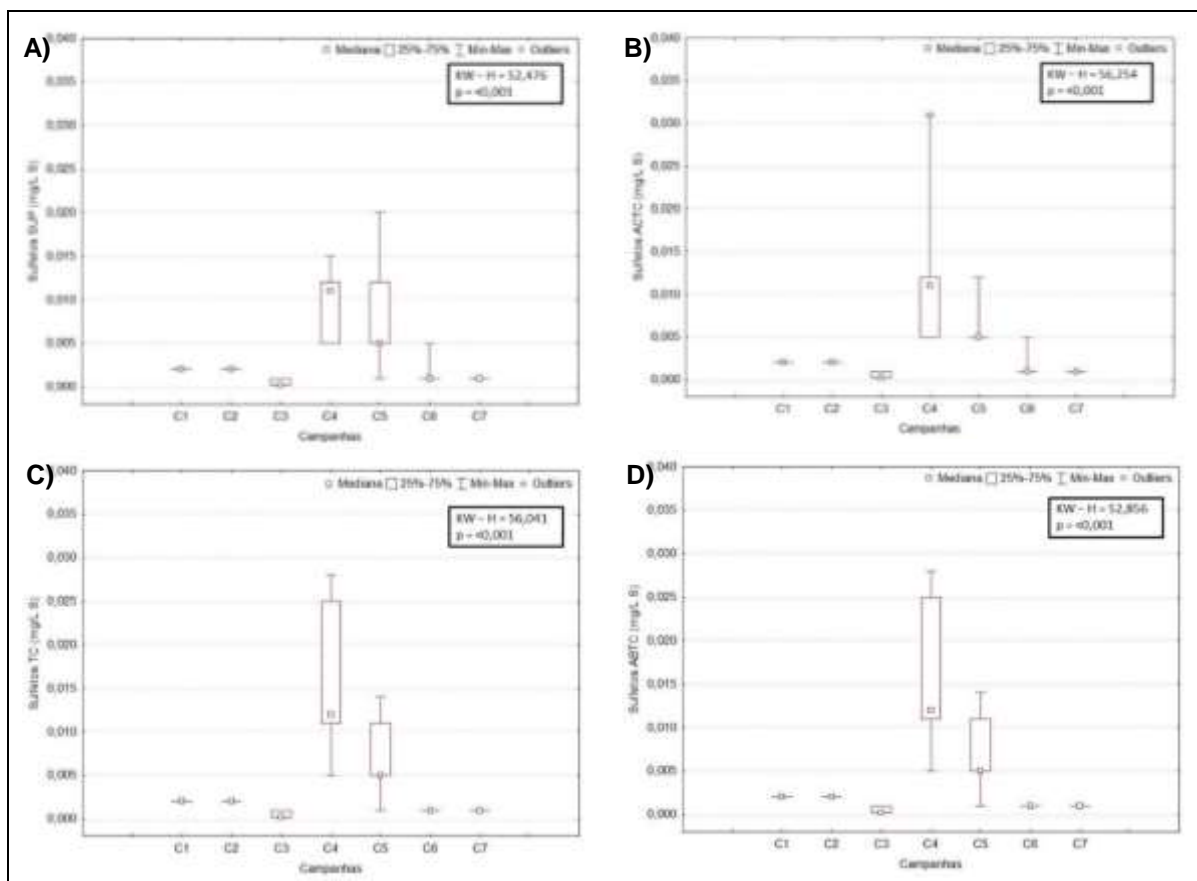 A)
0,040
□ Mediana □ 25%-75% ⌶ Min-Max ∘ Outliers
KW – H = 52,476
p = <0,001
0,035
0,030
0,025
0,020
0,015
0,010
0,005
0,000
Sulfetos SUP (mg/L S)
C1 C2 C3 C4 C5 C6 C7
Campanhas
B)
0,040
□ Mediana □ 25%-75% ⌶ Min-Max ∘ Outliers
KW – H = 56,254
p = <0,001
0,035
0,030
0,025
0,020
0,015
0,010
0,005
0,000
Sulfetos ACTC (mg/L S)
C1 C2 C3 C4 C5 C6 C7
Campanhas
C)
0,040
□ Mediana □ 25%-75% ⌶ Min-Max ∘ Outliers
KW – H = 56,041
p = <0,001
0,035
0,030
0,025
0,020
0,015
0,010
0,005
0,000
Sulfetos TC (mg/L S)
C1 C2 C3 C4 C5 C6 C7
Campanhas
D)
0,040
□ Mediana □ 25%-75% ⌶ Min-Max ∘ Outliers
KW – H = 52,856
p = <0,001
0,035
0,030
0,025
0,020
0,015
0,010
0,005
0,000
Sulfetos ABTC (mg/L S)
C1 C2 C3 C4 C5 C6 C7
Campanhas